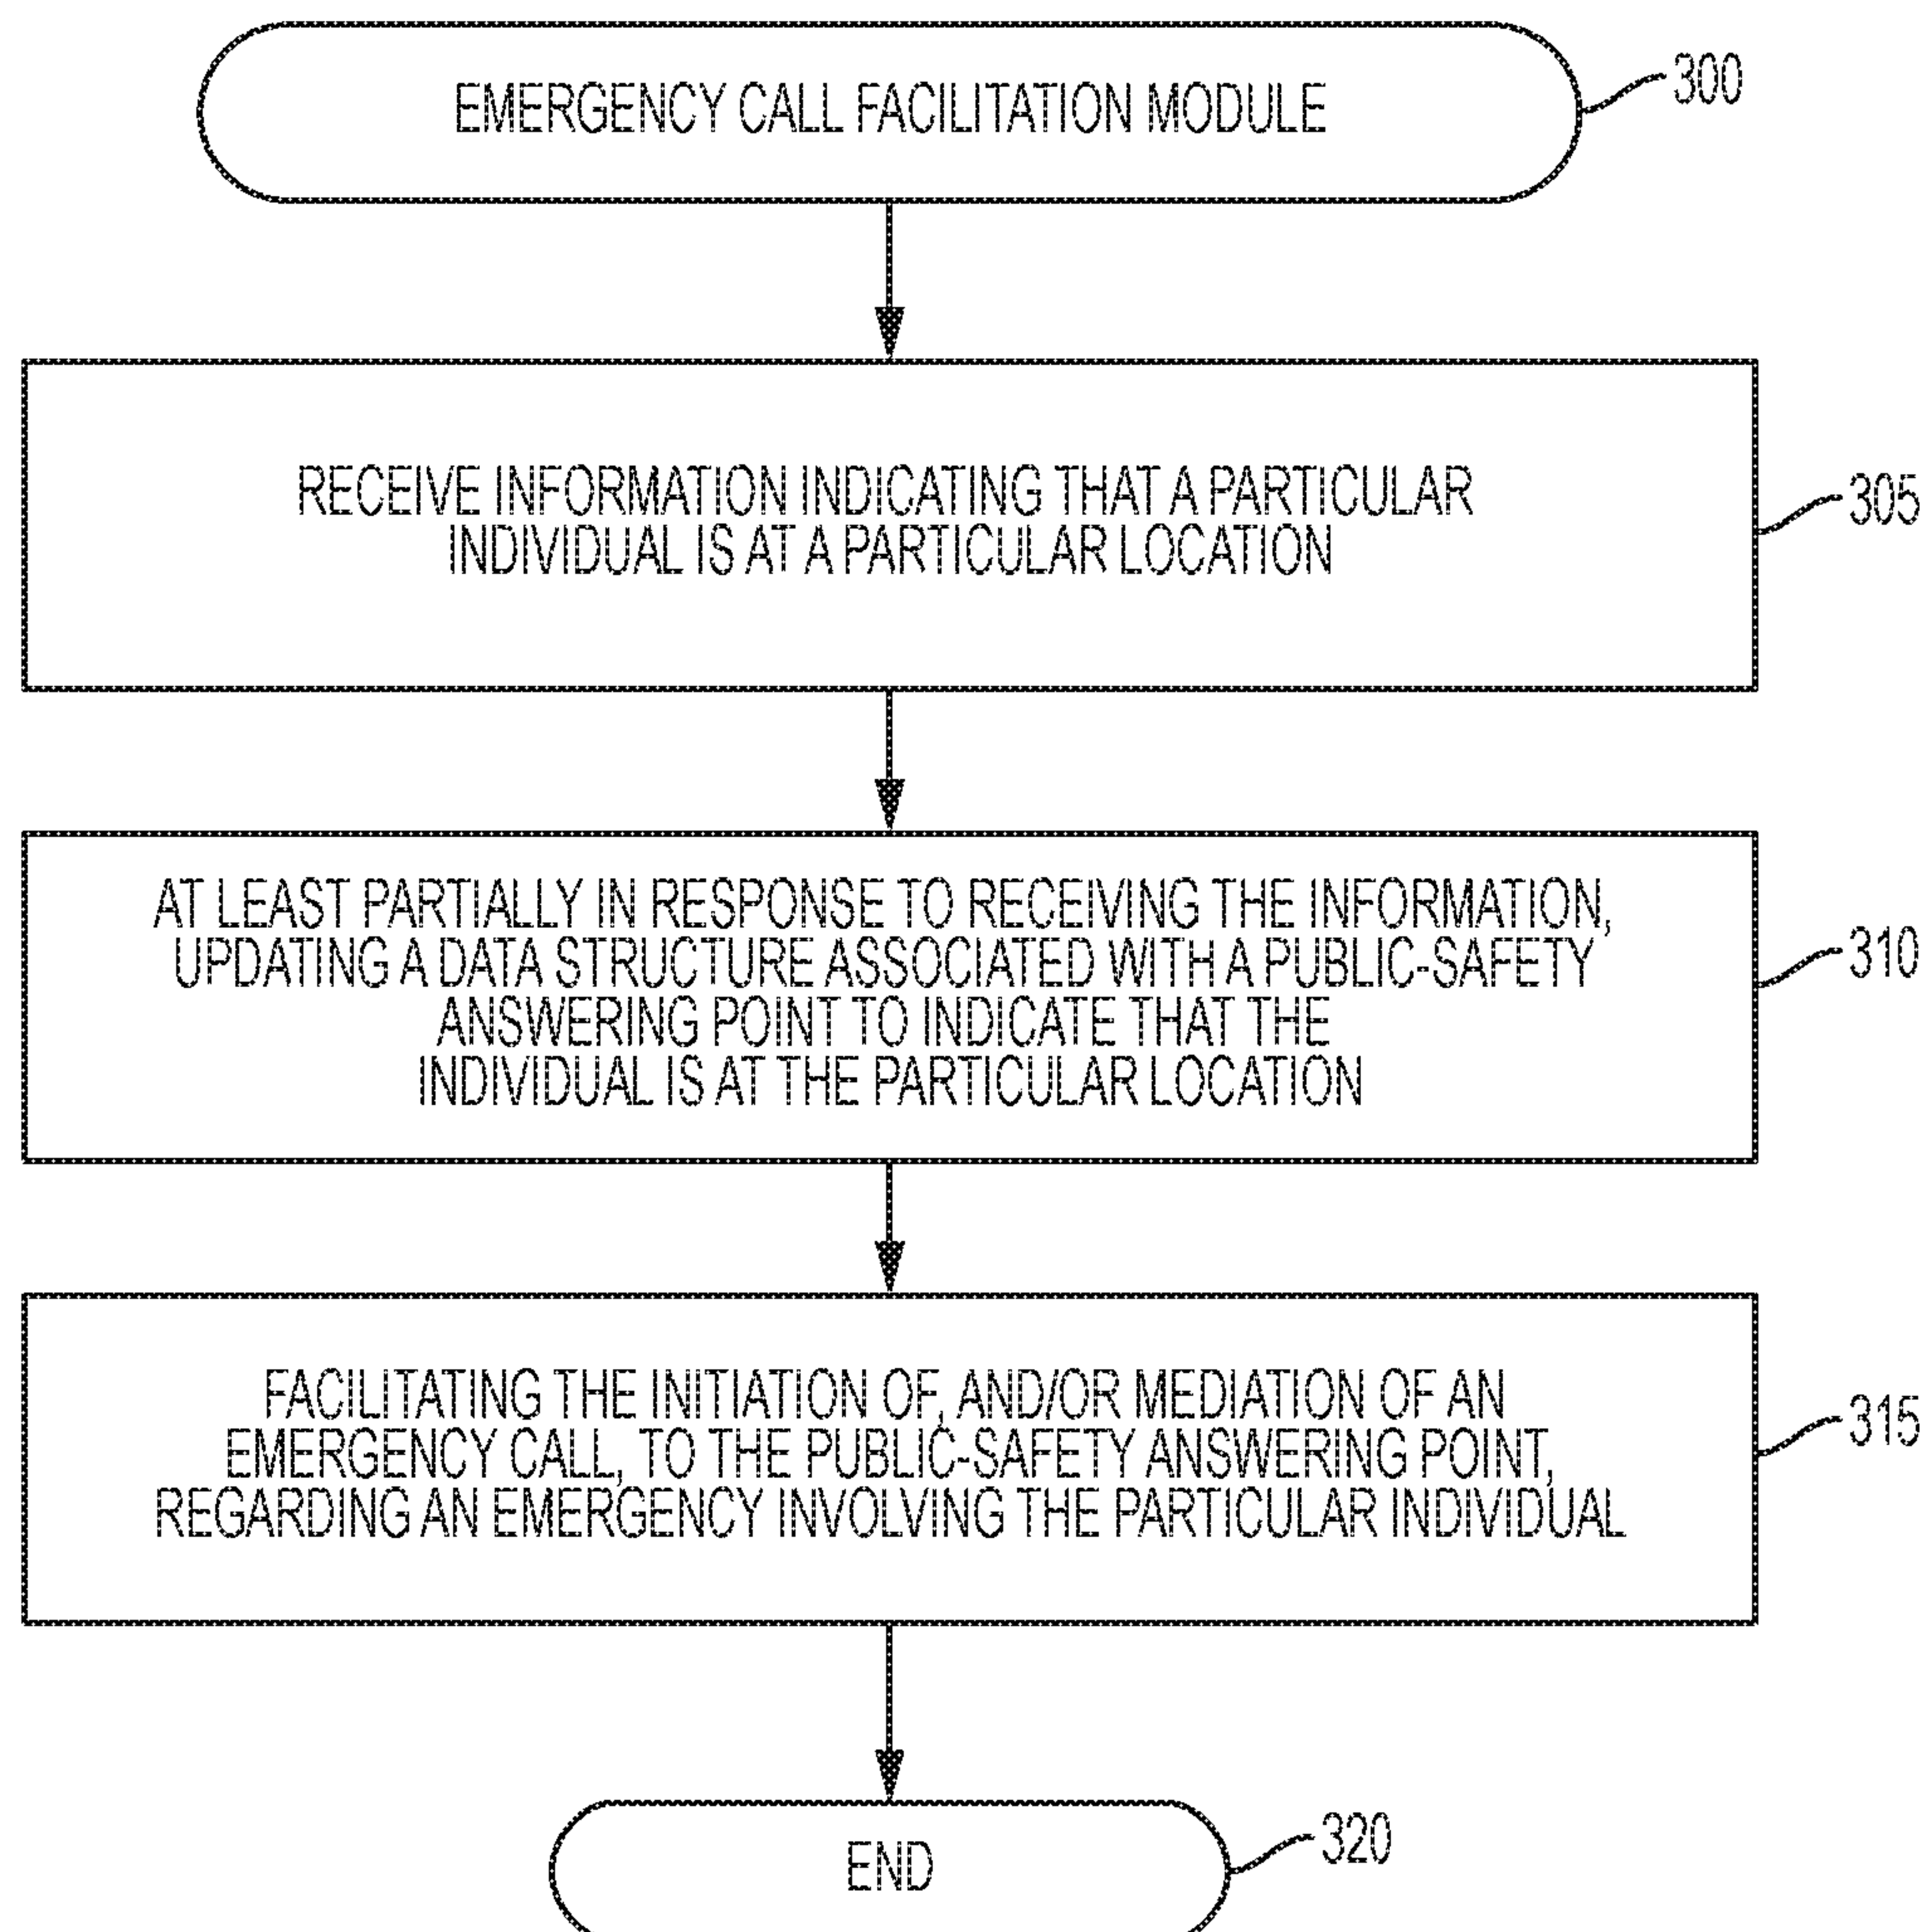 EMERGENCY CALL FACILITATION MODULE
300
RECEIVE INFORMATION INDICATING THAT A PARTICULAR
INDIVIDUAL IS AT A PARTICULAR LOCATION
305
AT LEAST PARTIALLY IN RESPONSE TO RECEIVING THE INFORMATION,
UPDATING A DATA STRUCTURE ASSOCIATED WITH A PUBLIC-SAFETY
ANSWERING POINT TO INDICATE THAT THE
INDIVIDUAL IS AT THE PARTICULAR LOCATION
310
FACILITATING THE INITIATION OF, AND/OR MEDIATION OF AN
EMERGENCY CALL, TO THE PUBLIC-SAFETY ANSWERING POINT,
REGARDING AN EMERGENCY INVOLVING THE PARTICULAR INDIVIDUAL
315
END
320